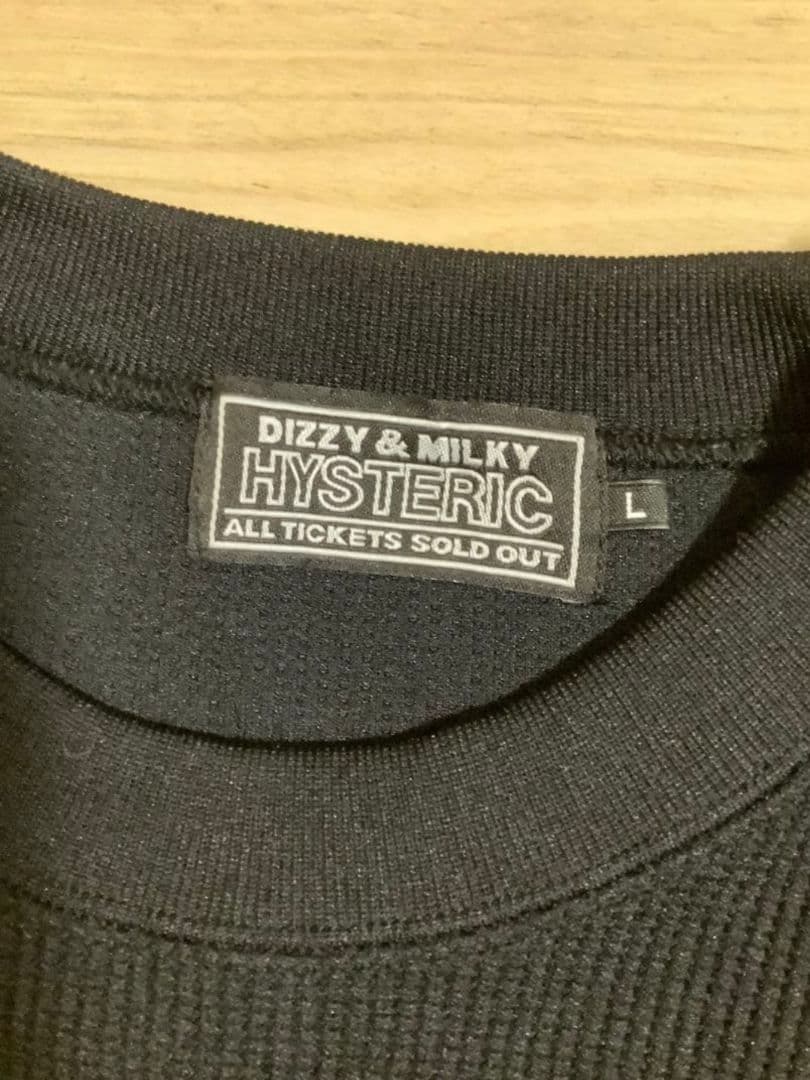 DIZZY & MILKY
HYSTERIC
ALL TICKETS SOLD OUT
L